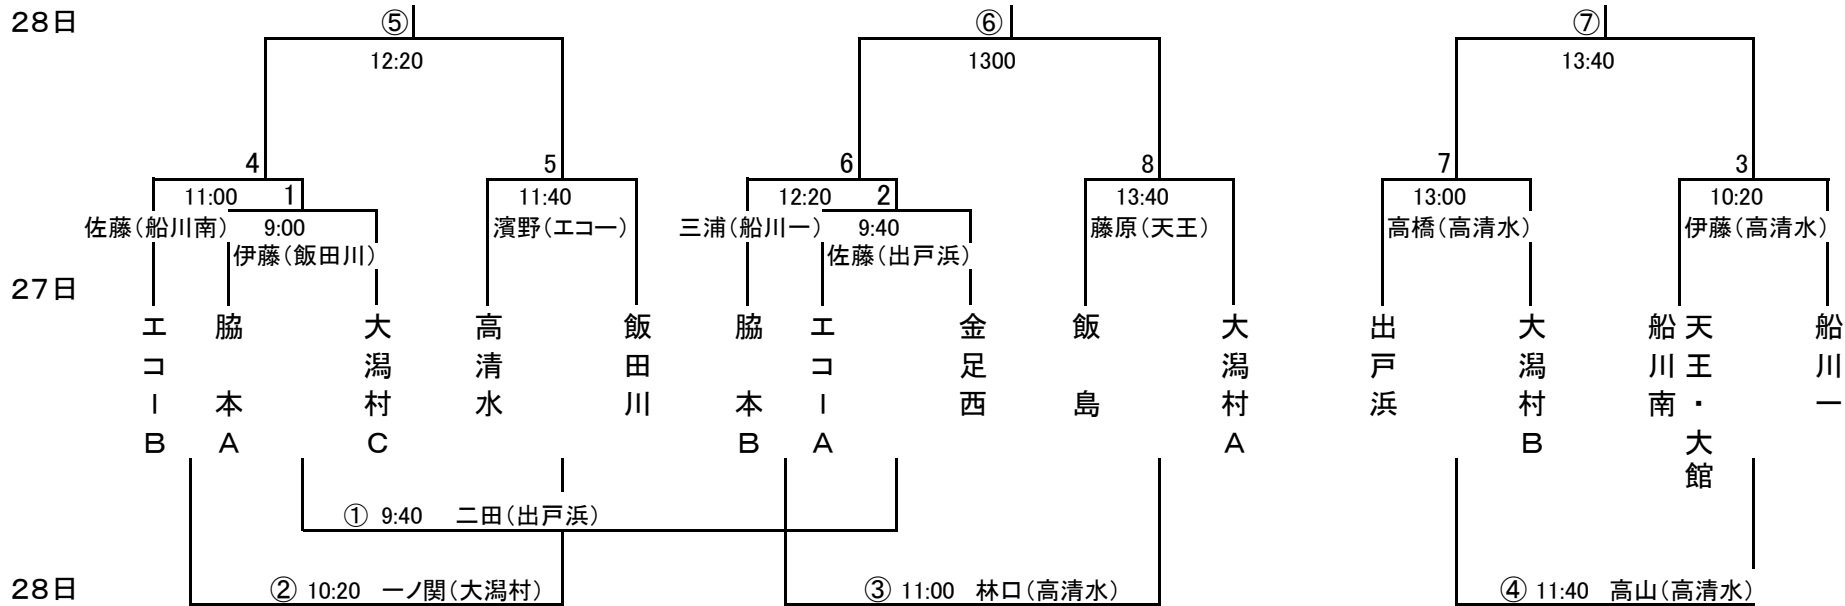 28日 ⑤ ⑥ ⑦
12:20 1300 13:40
4 5 6 8 7 3
11:00 1 11:40 12:20 2 13:40 13:00 10:20
佐藤(船川南) 9:00 濱野(エコー) 三浦(船川一) 9:40 藤原(天王) 高橋(高清水) 伊藤(高清水)
伊藤(飯田川) 佐藤(出戸浜)
27日
エコーB
脇本A
大潟村C
高清水
飯田川
脇本B
エコーA
金足西
飯島
大潟村A
出戸浜
大潟村B
船川南
天王・大館
船川一
① 9:40 二田(出戸浜)
28日 ② 10:20 一ノ関(大潟村) ③ 11:00 林口(高清水) ④ 11:40 高山(高清水)